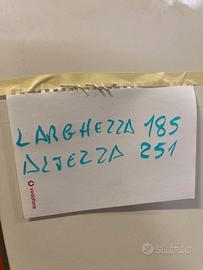 LARGHEZZA 185
ALTEZZA 251
vodafone
subito